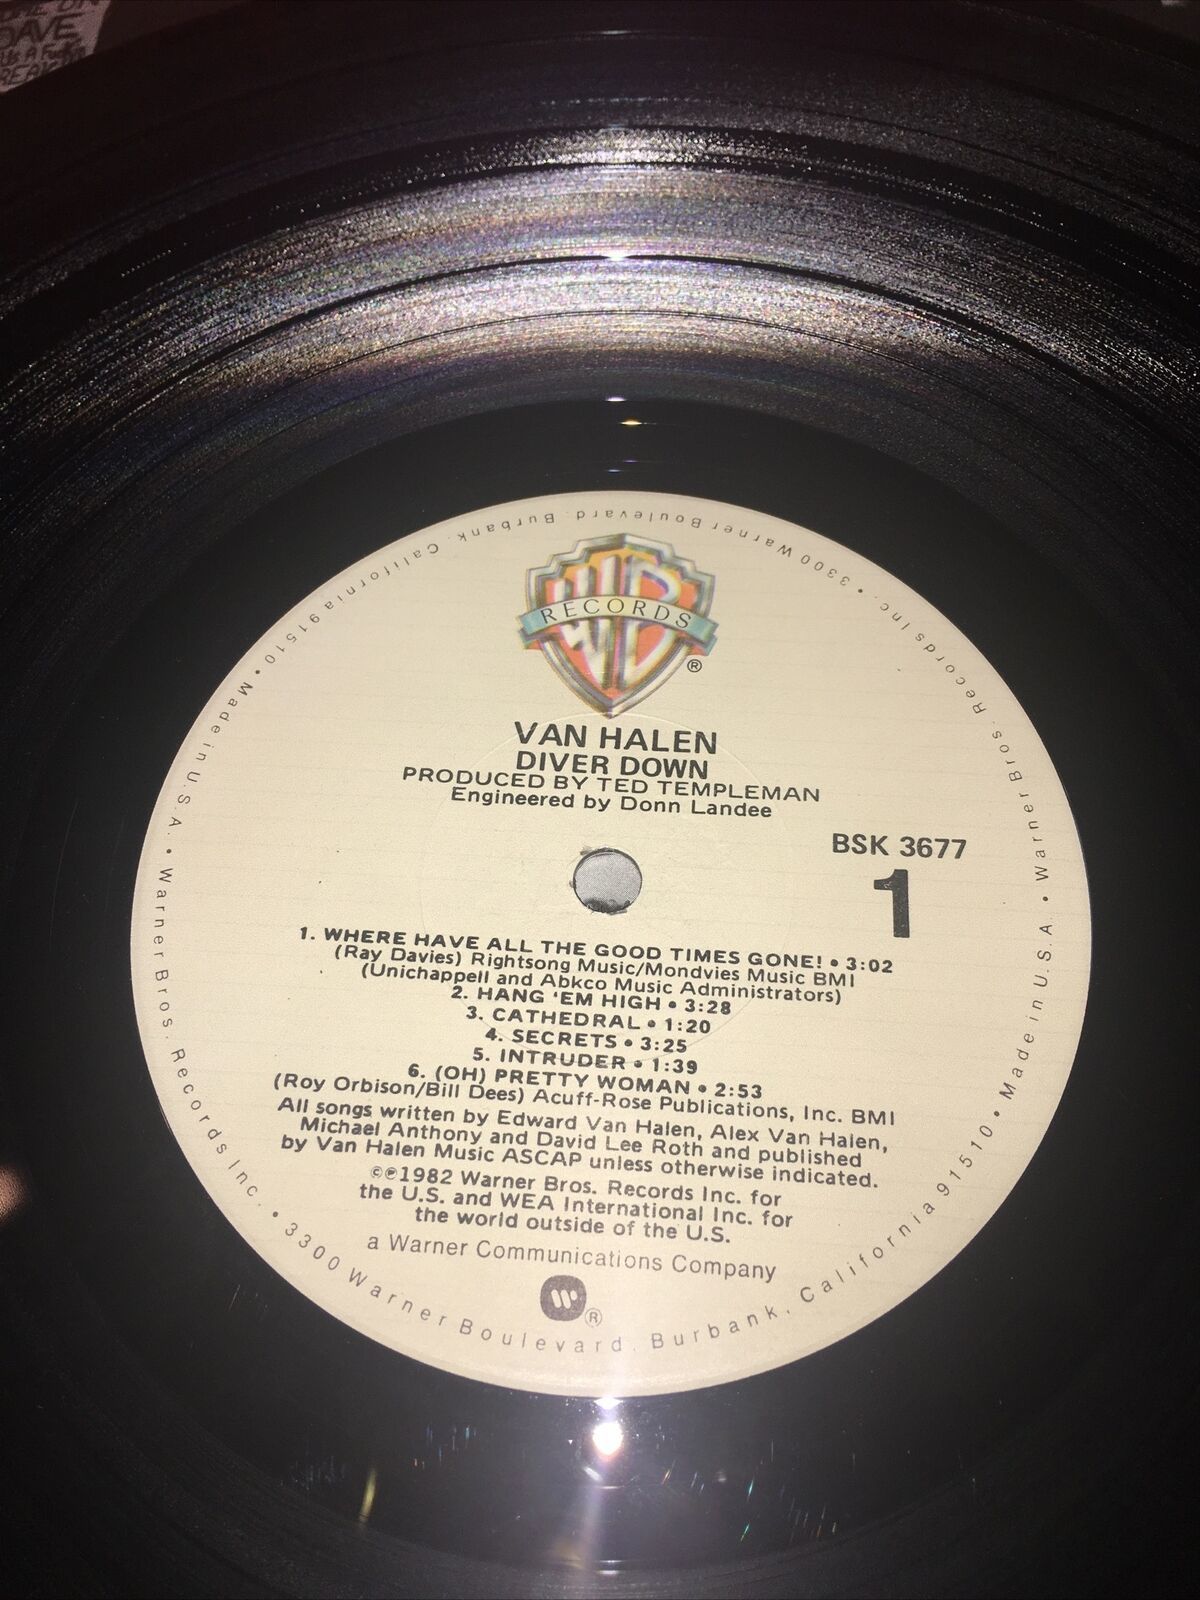 DAVE
RECORDS
®
VAN HALEN
DIVER DOWN
PRODUCED BY TED TEMPLEMAN
Engineered by Donn Landee
BSK 3677
1
1. WHERE HAVE ALL THE GOOD TIMES GONE! • 3:02
(Ray Davies) Rightsong Music/Mondvies Music BMI
(Unichappell and Abkco Music Administrators)
2. HANG 'EM HIGH • 3:28
3. CATHEDRAL • 1:20
4. SECRETS • 3:25
5. INTRUDER • 1:39
6. (OH) PRETTY WOMAN • 2:53
(Roy Orbison/Bill Dees) Acuff-Rose Publications, Inc. BMI
All songs written by Edward Van Halen, Alex Van Halen,
Michael Anthony and David Lee Roth and published
by Van Halen Music ASCAP unless otherwise indicated.
©℗1982 Warner Bros. Records Inc. for
the U.S. and WEA International Inc. for
the world outside of the U.S.
a Warner Communications Company
®
Warner Bros. Records Inc. • 3300 Warner Boulevard, Burbank, California 91510 • Made in U.S.A. • Warner Bros. Records Inc. • 3300 Warner Boulevard, Burbank, California 91510 • Made in U.S.A. •